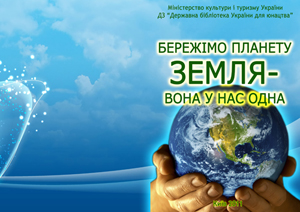 Міністерство культури і туризму України
ДЗ "Державна бібліотека України для юнацтва"
БЕРЕЖІМО ПЛАНЕТУ
ЗЕМЛЯ-
ВОНА У НАС ОДНА